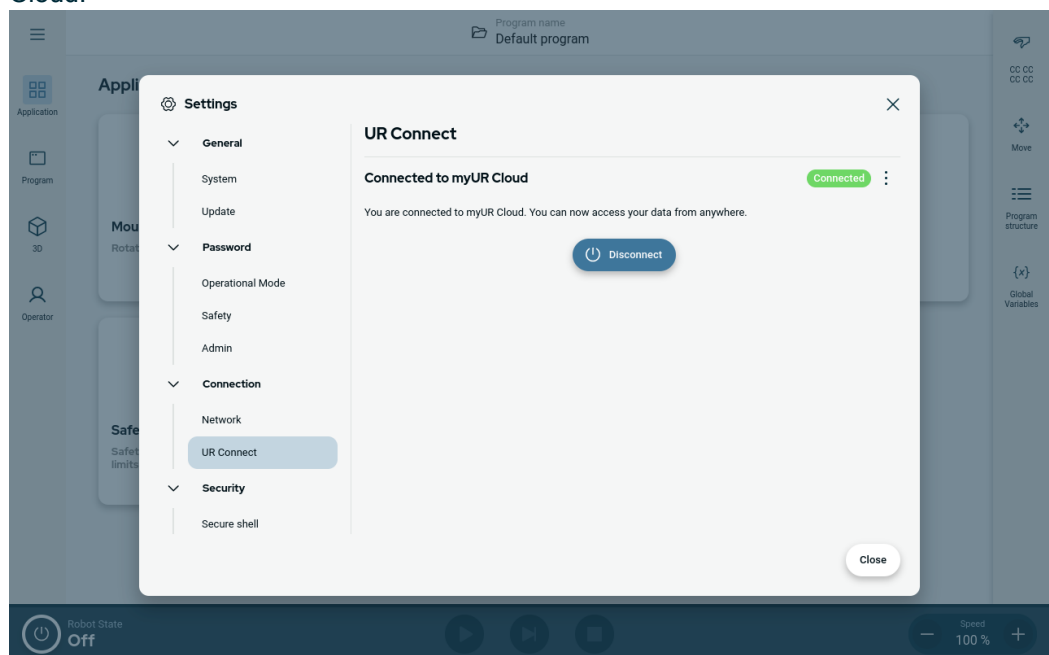 Cloud.
Program name
Default program
CC CC
CC CC
Application
Program
3D
Operator
Appli
Mou
Rotat
Safe
Safet
limits
Settings
General
System
Update
Password
Operational Mode
Safety
Admin
Connection
Network
UR Connect
Security
Secure shell
UR Connect
Connected to myUR Cloud
Connected
You are connected to myUR Cloud. You can now access your data from anywhere.
Disconnect
Close
Move
Program
structure
{x}
Global
Variables
Robot State
Off
Speed
100 %